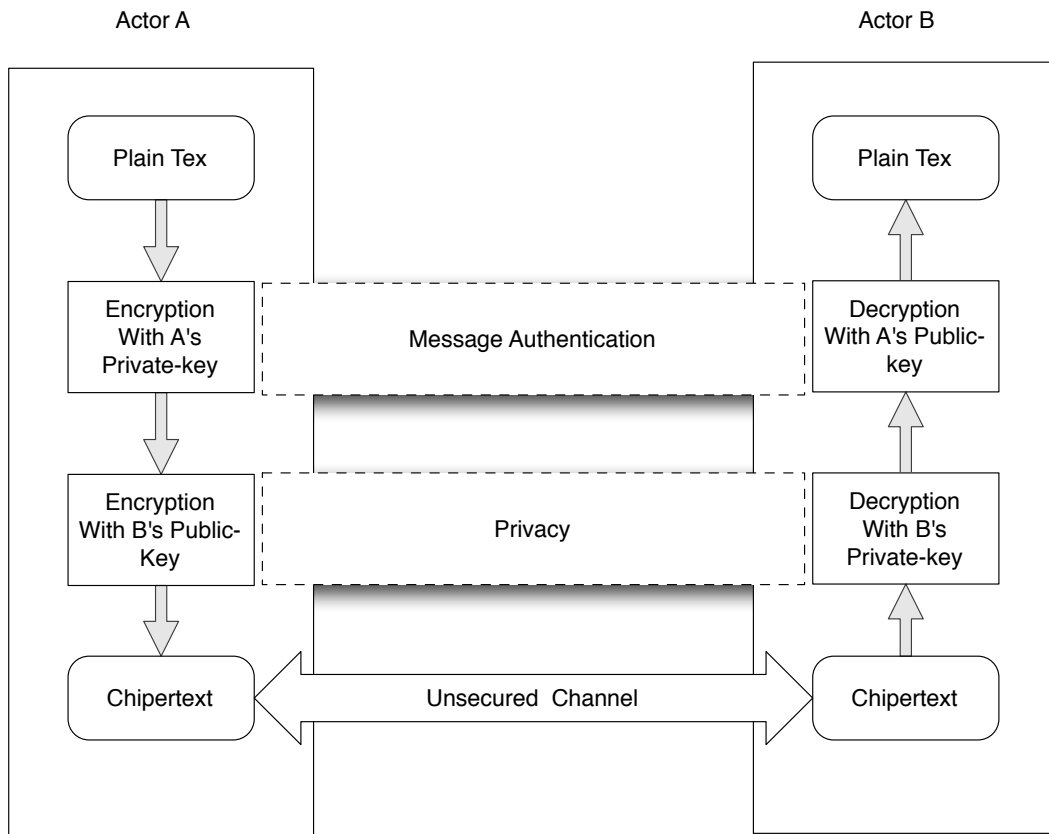 Actor A
Actor B
Plain Tex
Plain Tex
Encryption
With A's
Private-key
Message Authentication
Decryption
With A's Public-
key
Encryption
With B's Public-
Key
Privacy
Decryption
With B's
Private-key
Chipertext
Unsecured Channel
Chipertext